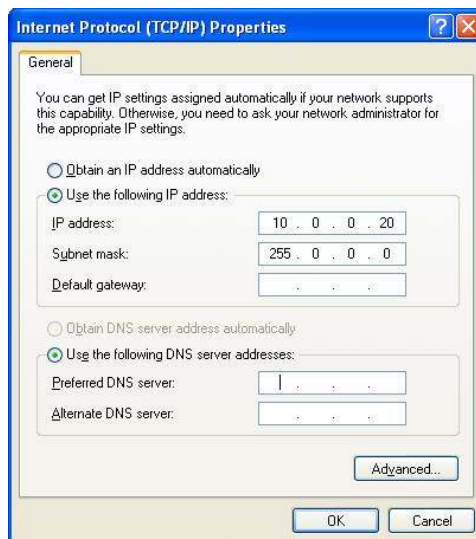 Internet Protocol (TCP/IP) Properties
General
You can get IP settings assigned automatically if your network supports
this capability. Otherwise, you need to ask your network administrator for
the appropriate IP settings.
Obtain an IP address automatically
Use the following IP address:
IP address: 10 . 0 . 0 . 20
Subnet mask: 255 . 0 . 0 . 0
Default gateway: . . .
Obtain DNS server address automatically
Use the following DNS server addresses:
Preferred DNS server: . . .
Alternate DNS server: . . .
Advanced...
OK Cancel